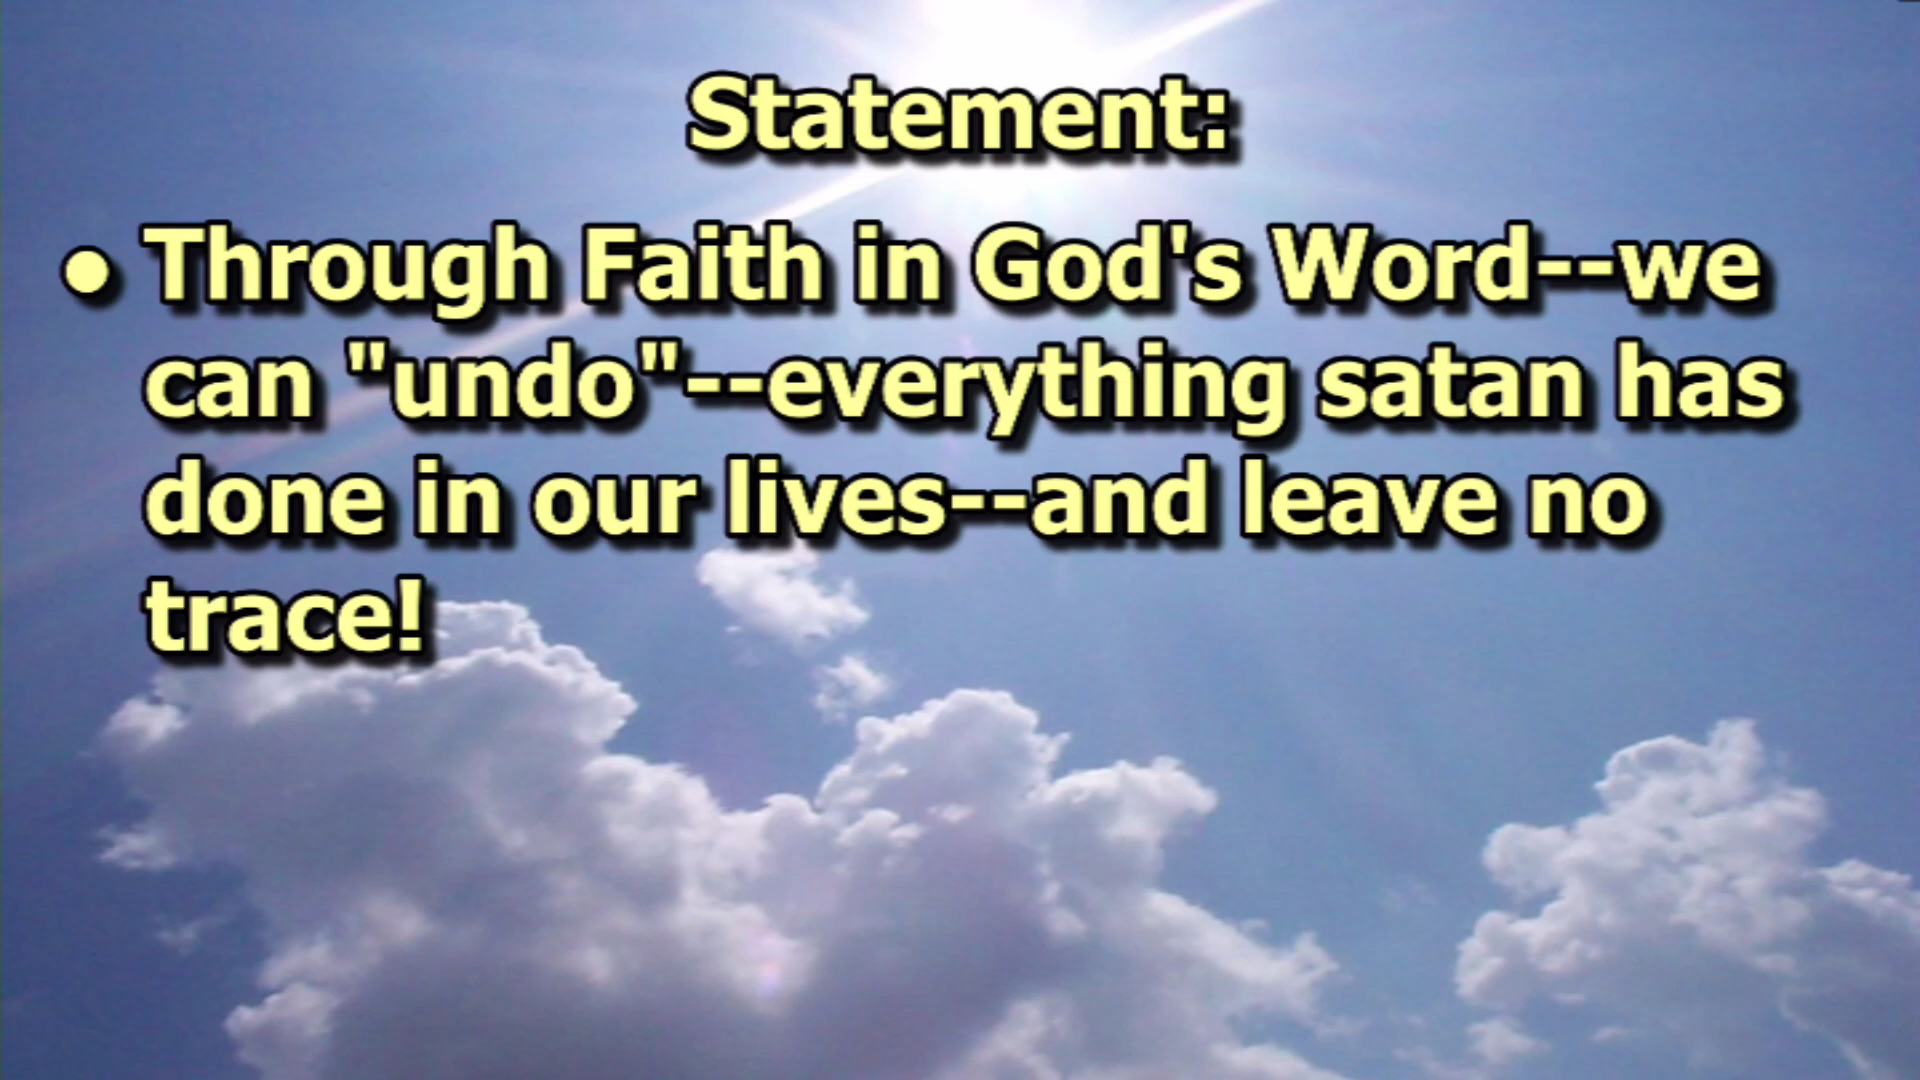 Statement:
• Through Faith in God's Word--we
can "undo"--everything satan has
done in our lives--and leave no
trace!